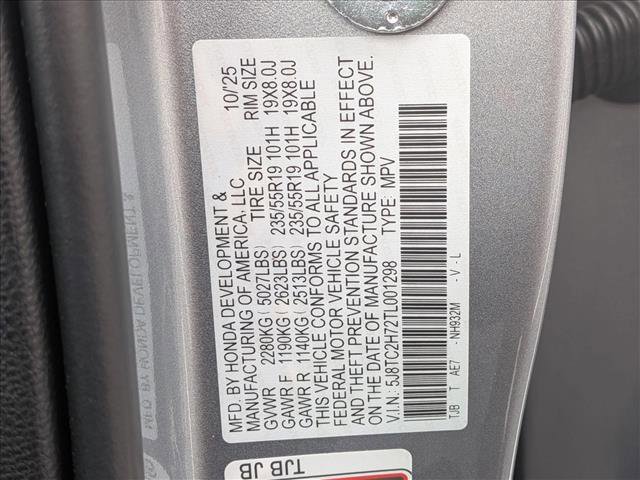 MFD. BY HONDA DEVELOPMENT & 10/'25
MANUFACTURING OF AMERICA, LLC
TIRE SIZE RIM SIZE
GVWR 2280KG( 5027LBS)
GAWR F 1190KG( 2623LBS) 235/55R19 101H 19X8.0J
GAWR R 1140KG( 2513LBS) 235/55R19 101H 19X8.0J
THIS VEHICLE CONFORMS TO ALL APPLICABLE
FEDERAL MOTOR VEHICLE SAFETY
AND THEFT PREVENTION STANDARDS IN EFFECT
ON THE DATE OF MANUFACTURE SHOWN ABOVE.
V.I.N: 5J8TC2H72TL001298 TYPE: MPV
TJB T AE7 - NH932M - V - L
TJB JB